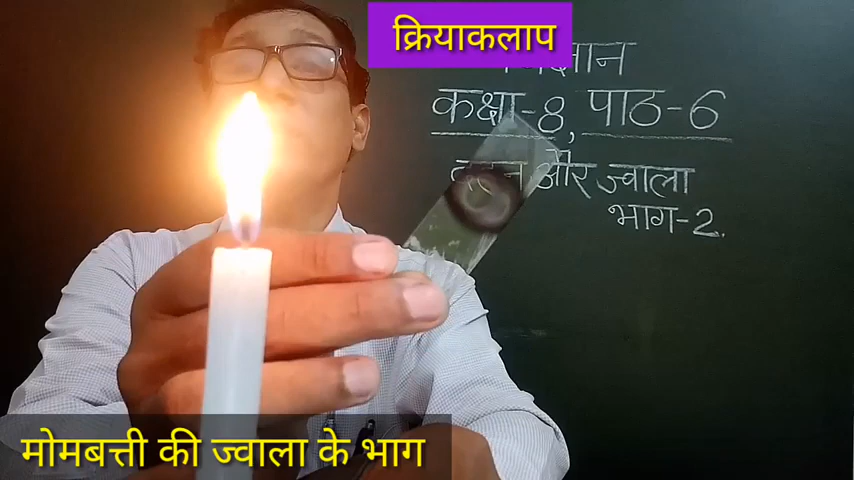 क्रियाकलाप
कक्षा-8, पाठ-6
और ज्वाला
भाग-2.
मोमबत्ती की ज्वाला के भाग